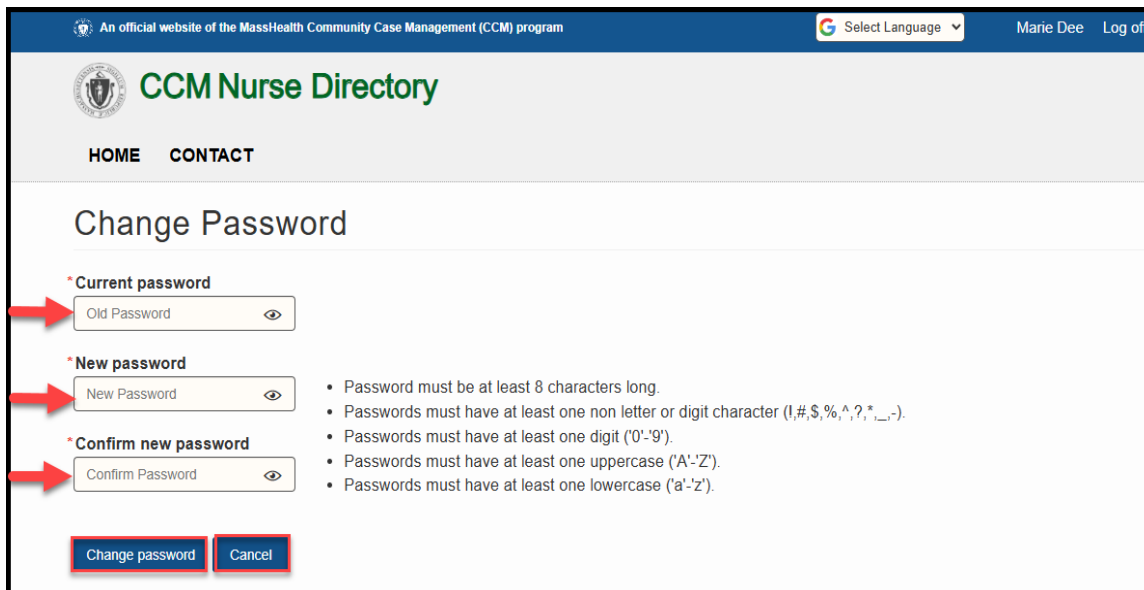 An official website of the MassHealth Community Case Management (CCM) program
Select Language
Marie Dee Log of
CCM Nurse Directory
HOME CONTACT
Change Password
*Current password
Old Password
*New password
New Password
• Password must be at least 8 characters long.
• Passwords must have at least one non letter or digit character (!,#,$,%,^,?,*,_,-).
• Passwords must have at least one digit ('0'-'9').
*Confirm new password
• Passwords must have at least one uppercase ('A'-'Z').
Confirm Password
• Passwords must have at least one lowercase ('a'-'z').
Change password Cancel